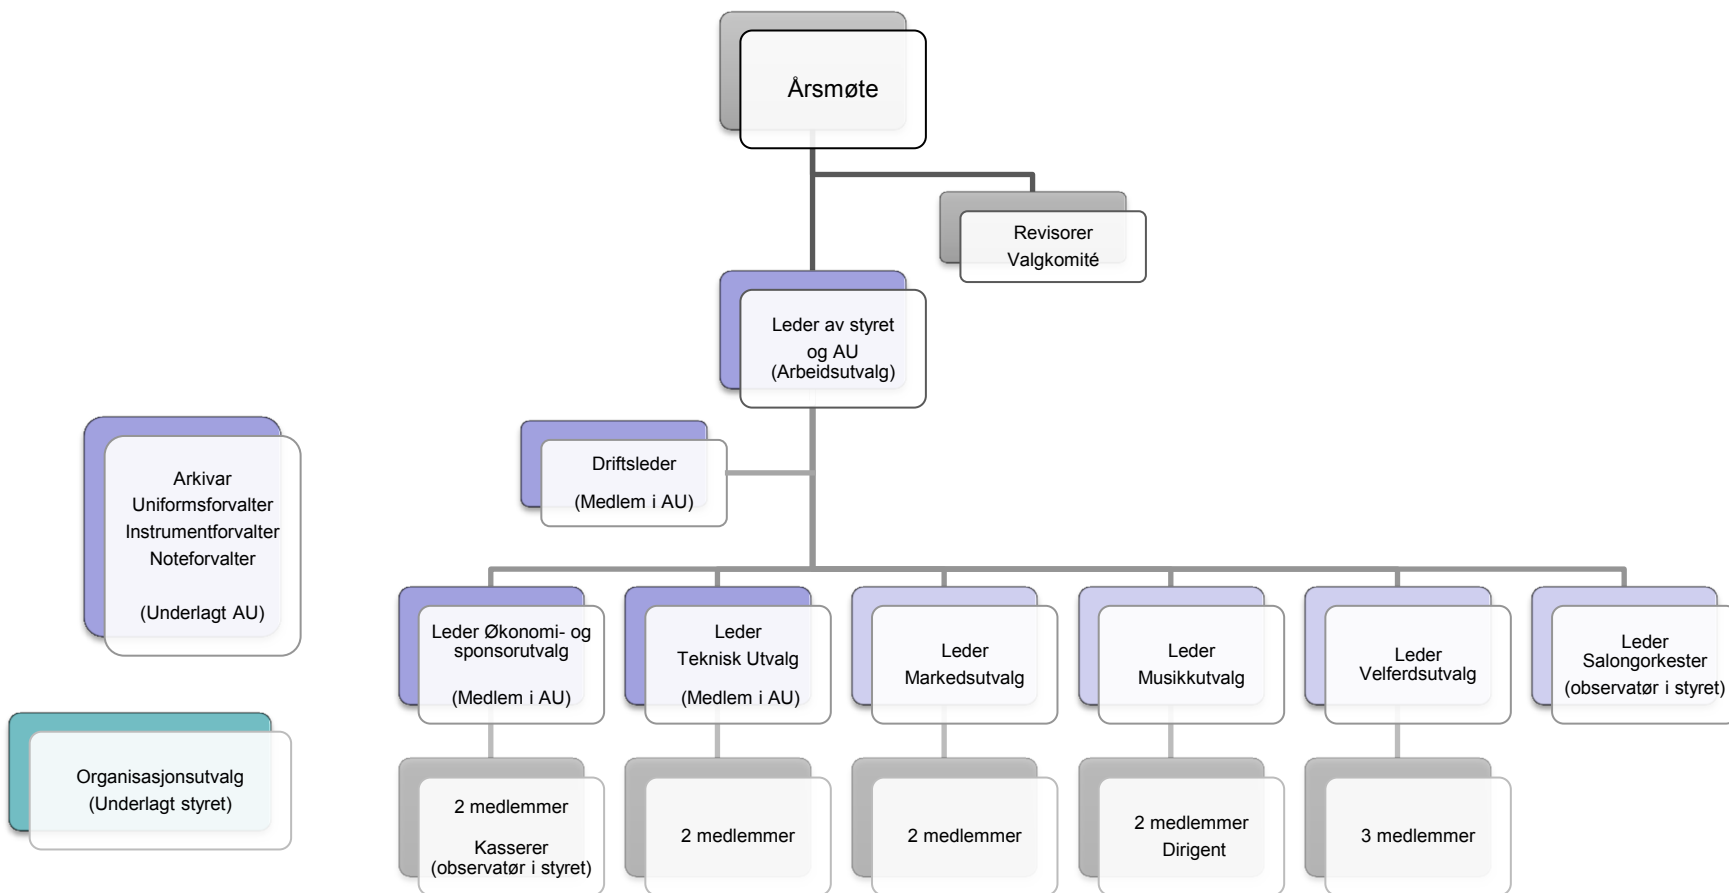 Årsmøte
Revisorer
Valgkomité
Leder av styret
og AU
(Arbeidsutvalg)
Driftsleder
(Medlem i AU)
Arkivar
Uniformsforvalter
Instrumentforvalter
Noteforvalter
(Underlagt AU)
Organisasjonsutvalg
(Underlagt styret)
Leder Økonomi- og
sponsorutvalg
(Medlem i AU)
Leder
Teknisk Utvalg
(Medlem i AU)
Leder
Markedsutvalg
Leder
Musikkutvalg
Leder
Velferdsutvalg
Leder
Salongorkester
(observatør i styret)
2 medlemmer
Kasserer
(observatør i styret)
2 medlemmer
2 medlemmer
2 medlemmer
Dirigent
3 medlemmer